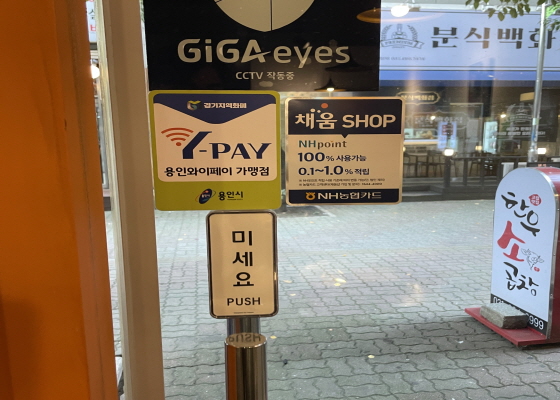 GiGA eyes
CCTV 작동중
분식백화
경기지역화폐
Y-PAY
용인와이페이 가맹점
용인시
채움 SHOP
NHpoint
100% 사용가능
0.1~1.0% 적립
NH농협카드
미세요
PUSH
한우
소
곱창